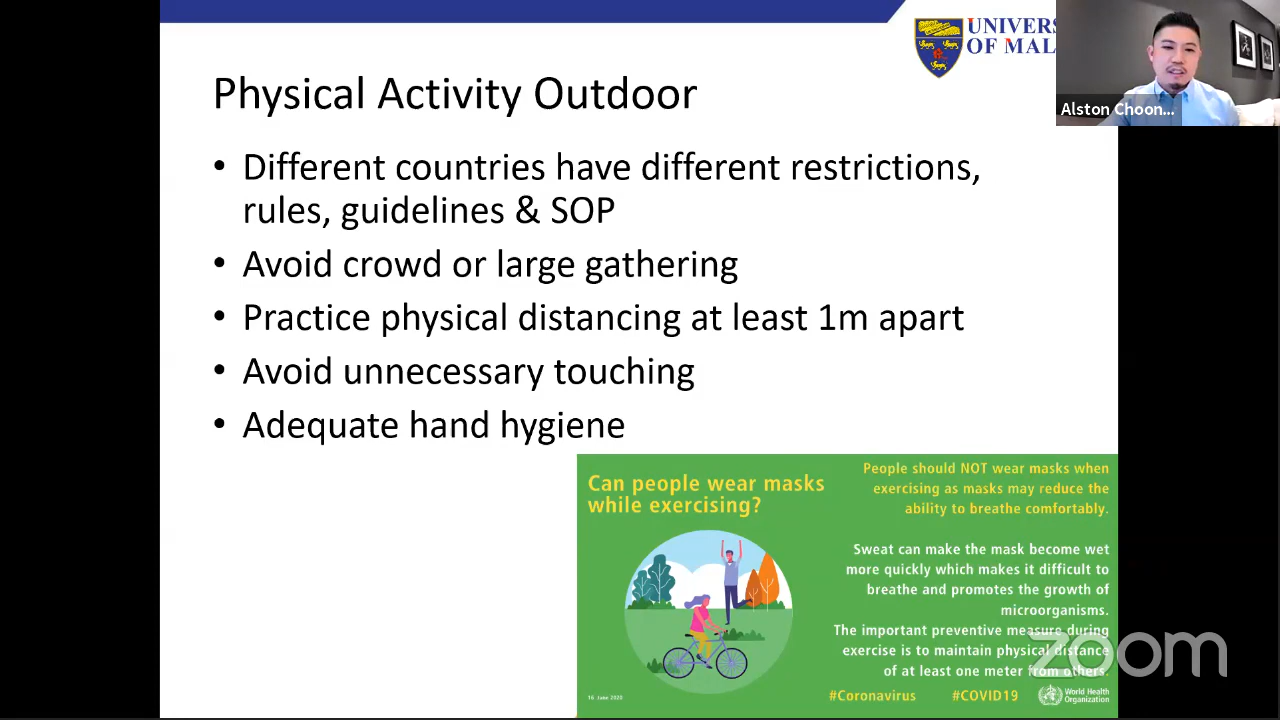 UNIVERS
OF MAL
Alston Choon...
Physical Activity Outdoor
• Different countries have different restrictions,
rules, guidelines & SOP
• Avoid crowd or large gathering
• Practice physical distancing at least 1m apart
• Avoid unnecessary touching
• Adequate hand hygiene
Can people wear masks
while exercising?
People should NOT wear masks when
exercising as masks may reduce the
ability to breathe comfortably.
Sweat can make the mask become wet
more quickly which makes it difficult to
breathe and promotes the growth of
microorganisms.
The important preventive measure during
exercise is to maintain physical distance
of at least one meter from others.
16 June 2020
#Coronavirus #COVID19
World Health
Organization
zoom